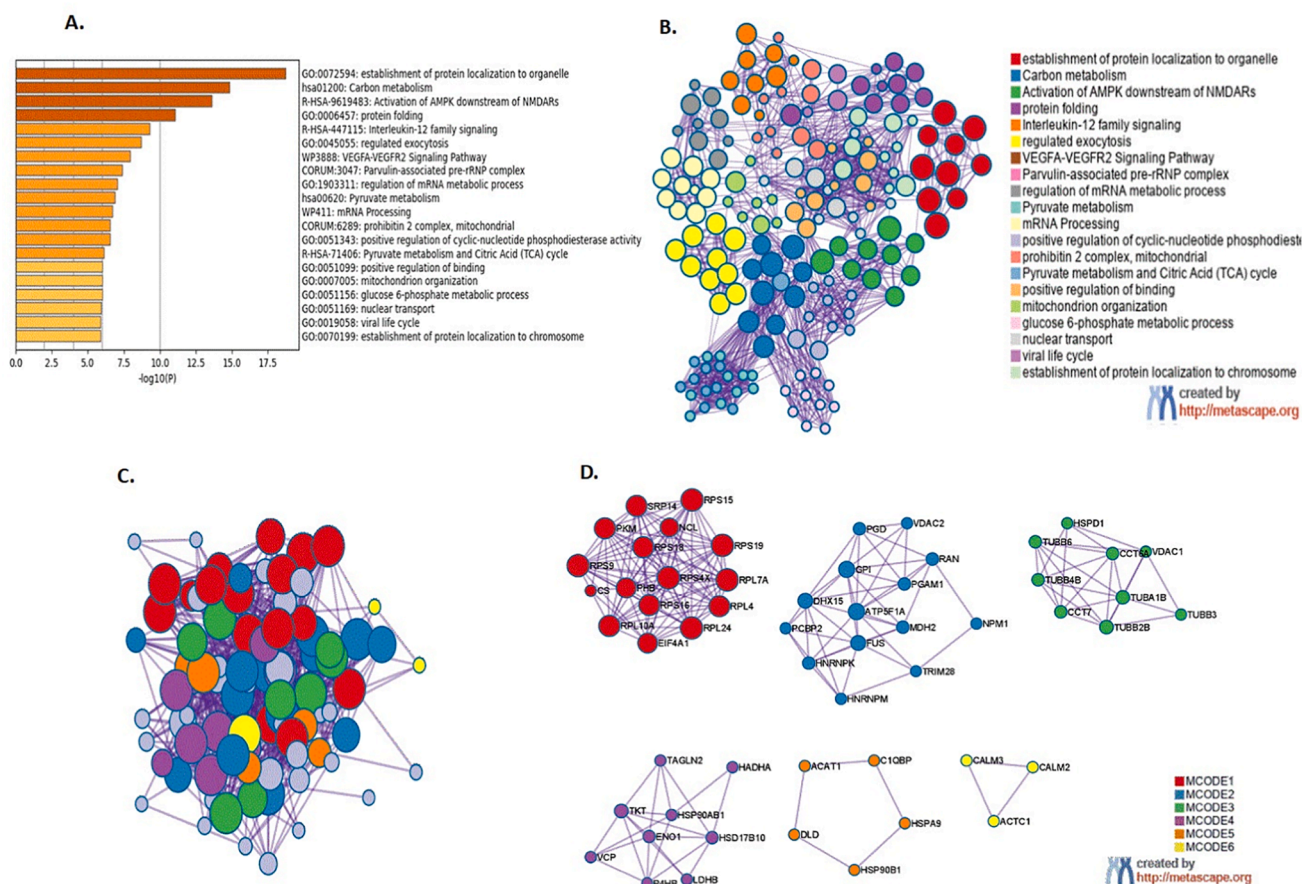 A.
GO:0072594: establishment of protein localization to organelle
hsa01200: Carbon metabolism
R-HSA-9619483: Activation of AMPK downstream of NMDARs
GO:0006457: protein folding
R-HSA-447115: Interleukin-12 family signaling
GO:0045055: regulated exocytosis
WP3888: VEGFA-VEGFR2 Signaling Pathway
CORUM:3047: Parvulin-associated pre-rRNP complex
GO:1903311: regulation of mRNA metabolic process
hsa00620: Pyruvate metabolism
WP411: mRNA Processing
CORUM:6289: prohibitin 2 complex, mitochondrial
GO:0051343: positive regulation of cyclic-nucleotide phosphodiesterase activity
R-HSA-71406: Pyruvate metabolism and Citric Acid (TCA) cycle
GO:0051099: positive regulation of binding
GO:0007005: mitochondrion organization
GO:0051156: glucose 6-phosphate metabolic process
GO:0051169: nuclear transport
GO:0019058: viral life cycle
GO:0070199: establishment of protein localization to chromosome
0.0 2.5 5.0 7.5 10.0 12.5 15.0 17.5
-log10(P)
B.
establishment of protein localization to organelle
Carbon metabolism
Activation of AMPK downstream of NMDARs
protein folding
Interleukin-12 family signaling
regulated exocytosis
VEGFA-VEGFR2 Signaling Pathway
Parvulin-associated pre-rRNP complex
regulation of mRNA metabolic process
Pyruvate metabolism
mRNA Processing
positive regulation of cyclic-nucleotide phosphodieste
prohibitin 2 complex, mitochondrial
Pyruvate metabolism and Citric Acid (TCA) cycle
positive regulation of binding
mitochondrion organization
glucose 6-phosphate metabolic process
nuclear transport
viral life cycle
establishment of protein localization to chromosome
created by
http://metascape.org
C.
D.
RPS15
SRP14
PKM
NCL
RPS18
RPS19
RPS9
RPS4X
RPL7A
CS
PHB
RPS16
RPL4
RPL10A
RPL24
EIF4A1
PGD
VDAC2
RAN
GPI
PGAM1
DHX15
ATP5F1A
PCBP2
MDH2
NPM1
FUS
HNRNPK
TRIM28
HNRNPM
HSPD1
TUBB6
CCT6A
VDAC1
TUBB4B
TUBA1B
CCT7
TUBB3
TUBB2B
TAGLN2
HADHA
TKT
HSP90AB1
ENO1
HSD17B10
VCP
P4HB
LDHB
ACAT1
C1QBP
DLD
HSPA9
HSP90B1
CALM3
CALM2
ACTC1
MCODE1
MCODE2
MCODE3
MCODE4
MCODE5
MCODE6
created by
http://metascape.org